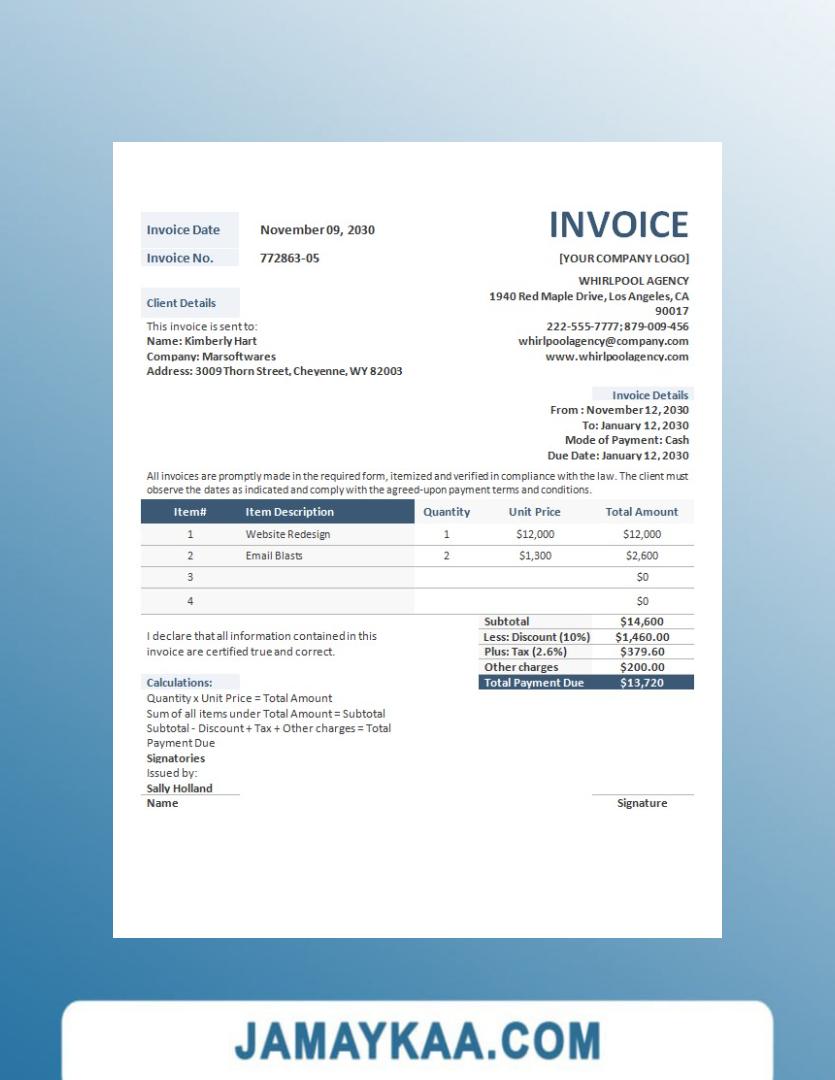 INVOICE
Invoice Date November 09, 2030
Invoice No. 772863-05
[YOUR COMPANY LOGO]
WHIRLPOOL AGENCY
1940 Red Maple Drive, Los Angeles, CA
90017
222-555-7777; 879-009-456
whirlpoolagency@company.com
www.whirlpoolagency.com
Client Details
This invoice is sent to:
Name: Kimberly Hart
Company: Marsoftwares
Address: 3009 Thorn Street, Cheyenne, WY 82003
Invoice Details
From : November 12, 2030
To: January 12, 2030
Mode of Payment: Cash
Due Date: January 12, 2030
All invoices are promptly made in the required form, itemized and verified in compliance with the law. The client must
observe the dates as indicated and comply with the agreed-upon payment terms and conditions.
Item# Item Description Quantity Unit Price Total Amount
1 Website Redesign 1 $12,000 $12,000
2 Email Blasts 2 $1,300 $2,600
3 $0
4 $0
Subtotal $14,600
Less: Discount (10%) $1,460.00
Plus: Tax (2.6%) $379.60
Other charges $200.00
Total Payment Due $13,720
I declare that all information contained in this
invoice are certified true and correct.
Calculations:
Quantity x Unit Price = Total Amount
Sum of all items under Total Amount = Subtotal
Subtotal - Discount + Tax + Other charges = Total
Payment Due
Signatories
Issued by:
Sally Holland
Name Signature
JAMAYKAA.COM